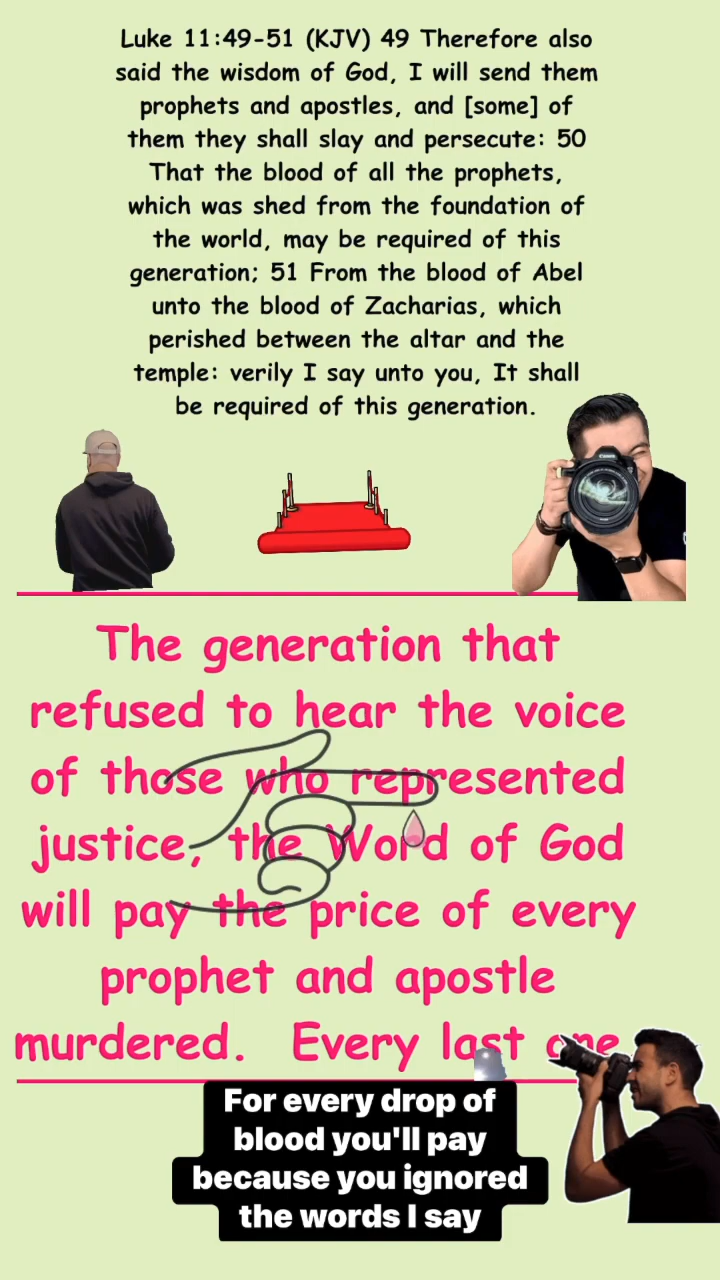 Luke 11:49-51 (KJV) 49 Therefore also
said the wisdom of God, I will send them
prophets and apostles, and [some] of
them they shall slay and persecute: 50
That the blood of all the prophets,
which was shed from the foundation of
the world, may be required of this
generation; 51 From the blood of Abel
unto the blood of Zacharias, which
perished between the altar and the
temple: verily I say unto you, It shall
be required of this generation.
Canon
The generation that
refused to hear the voice
of those who represented
justice, the Word of God
will pay the price of every
prophet and apostle
murdered. Every last one.
For every drop of
blood you'll pay
because you ignored
the words I say